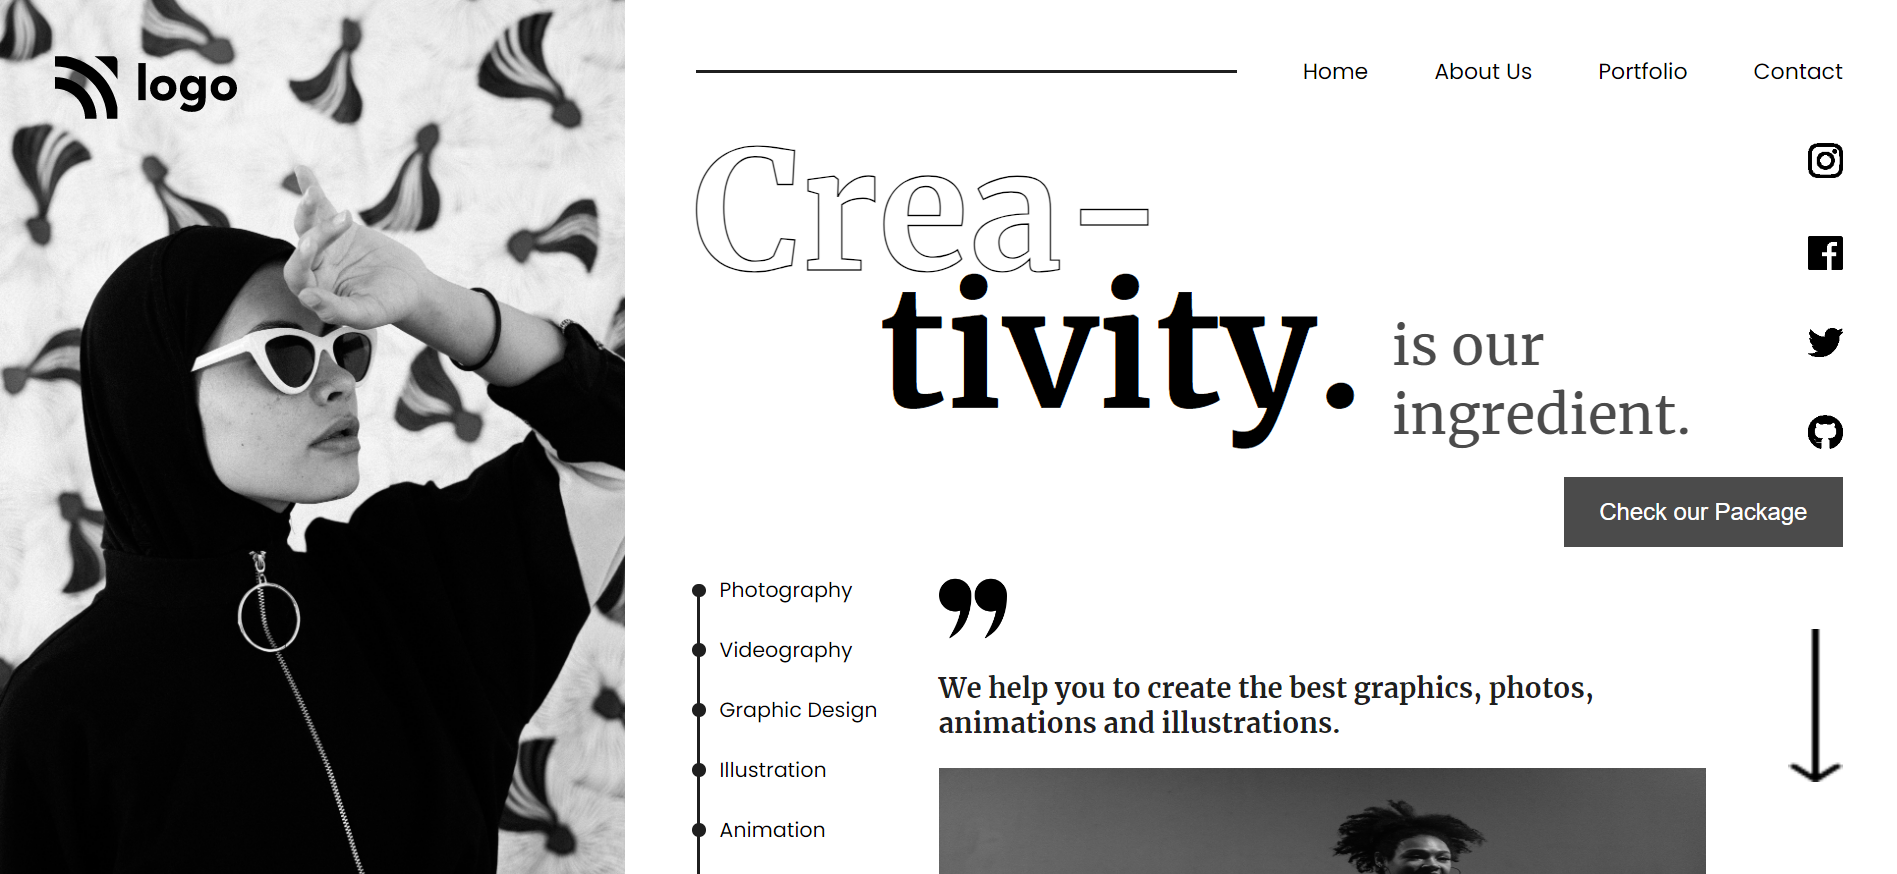 logo
Home About Us Portfolio Contact
Crea-
tivity.
is our
ingredient.
Check our Package
Photography
Videography
Graphic Design
Illustration
Animation
❞
We help you to create the best graphics, photos,
animations and illustrations.